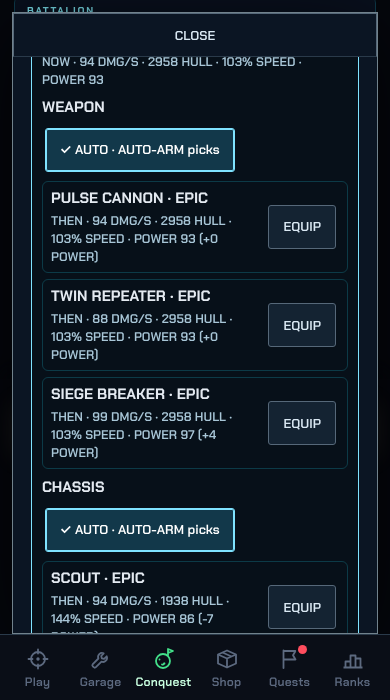 BATTALION
CLOSE
NOW · 94 DMG/S · 2958 HULL · 103% SPEED ·
POWER 93
WEAPON
✓ AUTO · AUTO-ARM picks
PULSE CANNON · EPIC
THEN · 94 DMG/S · 2958 HULL ·
103% SPEED · POWER 93 (+0
POWER)
EQUIP
TWIN REPEATER · EPIC
THEN · 88 DMG/S · 2958 HULL ·
103% SPEED · POWER 93 (+0
POWER)
EQUIP
SIEGE BREAKER · EPIC
THEN · 99 DMG/S · 2958 HULL ·
103% SPEED · POWER 97 (+4
POWER)
EQUIP
CHASSIS
✓ AUTO · AUTO-ARM picks
SCOUT · EPIC
THEN · 94 DMG/S · 1938 HULL ·
144% SPEED · POWER 86 (-7
POWER)
EQUIP
Play
Garage
Conquest
Shop
Quests
Ranks